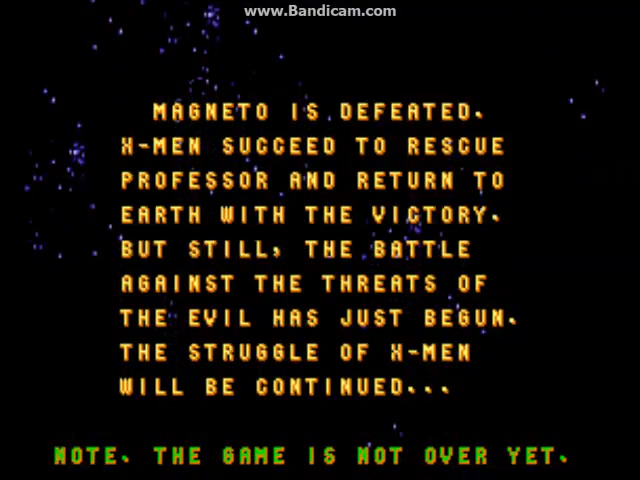 www.Bandicam.com
MAGNETO IS DEFEATED.
X-MEN SUCCEED TO RESCUE
PROFESSOR AND RETURN TO
EARTH WITH THE VICTORY.
BUT STILL, THE BATTLE
AGAINST THE THREATS OF
THE EVIL HAS JUST BEGUN.
THE STRUGGLE OF X-MEN
WILL BE CONTINUED...
NOTE. THE GAME IS NOT OVER YET.